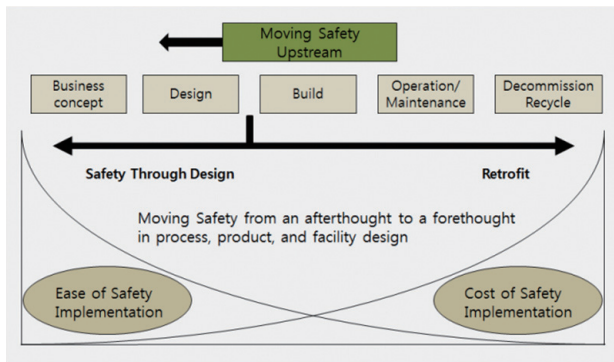 Moving Safety
Upstream
Business
concept
Design
Build
Operation/
Maintenance
Decommission
Recycle
Safety Through Design
Retrofit
Moving Safety from an afterthought to a forethought
in process, product, and facility design
Ease of Safety
Implementation
Cost of Safety
Implementation